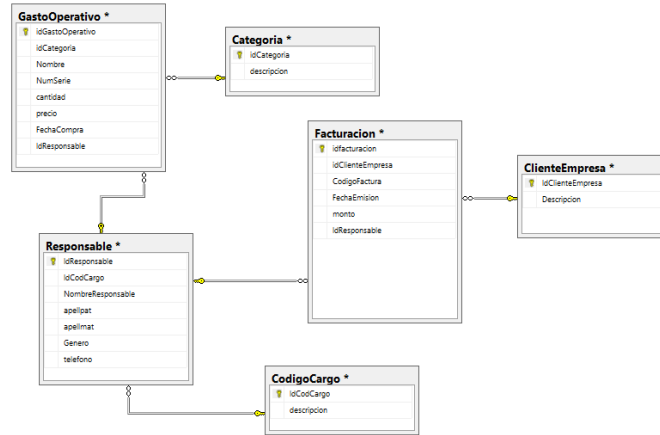 GastoOperativo *
idGastoOperativo
idCategoria
Nombre
NumSerie
cantidad
precio
FechaCompra
IdResponsable
Categoria *
idCategoria
descripcion
Facturacion *
idfacturacion
IdClienteEmpresa
CodigoFactura
FechaEmision
monto
IdResponsable
ClienteEmpresa *
IdClienteEmpresa
Descripcion
Responsable *
IdResponsable
IdCodCargo
NombreResponsable
apellpat
apelmat
Genero
telefono
CodigoCargo *
IdCodCargo
descripcion